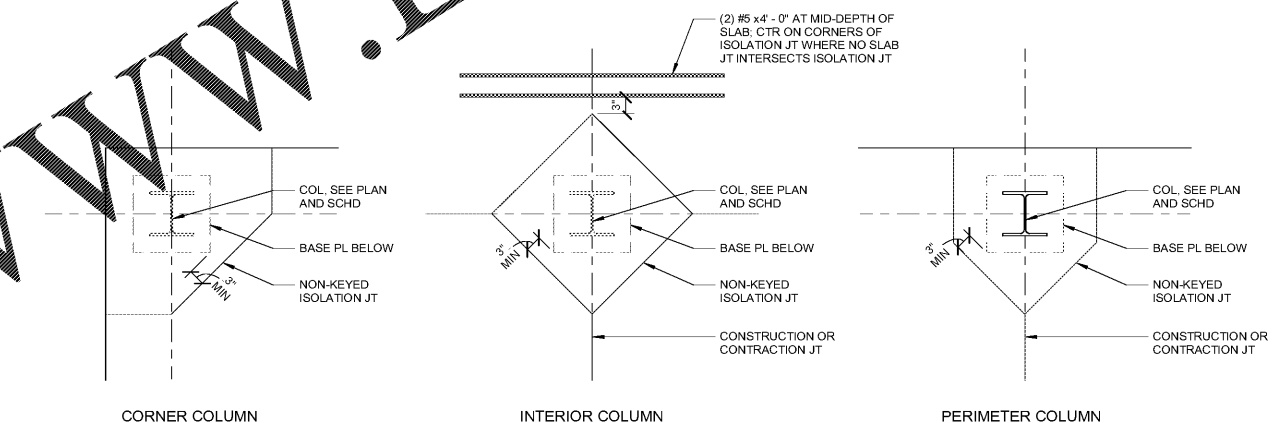 (2) #5 x4' - 0" AT MID-DEPTH OF
SLAB; CTR ON CORNERS OF
ISOLATION JT WHERE NO SLAB
JT INTERSECTS ISOLATION JT
WWW.
COL, SEE PLAN
AND SCHD
BASE PL BELOW
3"
MIN
NON-KEYED
ISOLATION JT
CORNER COLUMN
3"
COL, SEE PLAN
AND SCHD
BASE PL BELOW
3"
MIN
NON-KEYED
ISOLATION JT
CONSTRUCTION OR
CONTRACTION JT
INTERIOR COLUMN
COL, SEE PLAN
AND SCHD
BASE PL BELOW
3"
MIN
NON-KEYED
ISOLATION JT
CONSTRUCTION OR
CONTRACTION JT
PERIMETER COLUMN